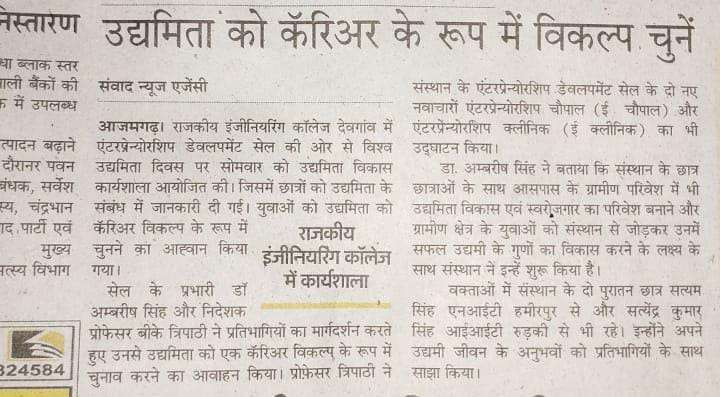 नेस्तारण
धा ब्लाक स्तर
ाली बैंकों की
क में उपलब्ध
त्पादन बढ़ाने
दौरानर पवन
बंधक, सर्वेश
स्य, चंद्रभान
ाद,पार्टी एवं
मुख्य
मत्स्य विभाग
324584
उद्यमिता को कॅरिअर के रूप में विकल्प चुनें
संवाद न्यूज एजेंसी
आजमगढ़। राजकीय इंजीनियरिंग कॉलेज देवगांव में
एंटरप्रेन्योरशिप डेवलपमेंट सेल की ओर से विश्व
उद्यमिता दिवस पर सोमवार को उद्यमिता विकास
कार्यशाला आयोजित की। जिसमें छात्रों को उद्यमिता के
संबंध में जानकारी दी गई। युवाओं को उद्यमिता को
कॅरिअर विकल्प के रूप में
चुनने का आह्वान किया
गया।
राजकीय
इंजीनियरिंग कॉलेज
में कार्यशाला
सेल के प्रभारी डॉ
अम्बरीष सिंह और निदेशक
प्रोफेसर बीके त्रिपाठी ने प्रतिभागियों का मार्गदर्शन करते
हुए उनसे उद्यमिता को एक कॅरिअर विकल्प के रूप में
चुनाव करने का आवाहन किया। प्रोफ़ेसर त्रिपाठी ने
संस्थान के एंटरप्रेन्योरशिप डेवलपमेंट सेल के दो नए
नवाचारों एंटरप्रेन्योरशिप चौपाल (ई चौपाल) और
एंटरप्रेंन्योरशिप क्लीनिक (ई क्लीनिक) का भी
उद्घाटन किया।
डा. अम्बरीष सिंह ने बताया कि संस्थान के छात्र
छात्राओं के साथ आसपास के ग्रामीण परिवेश में भी
उद्यमिता विकास एवं स्वरोजगार का परिवेश बनाने और
ग्रामीण क्षेत्र के युवाओं को संस्थान से जोड़कर उनमें
सफल उद्यमी के गुणों का विकास करने के लक्ष्य के
साथ संस्थान ने इन्हें शुरू किया है।
वक्ताओं में संस्थान के दो पुरातन छात्र सत्यम
सिंह एनआईटी हमीरपुर से और सत्येंद्र कुमार
सिंह आइंआईटी रुड़की से भी रहे। इन्होंने अपने
उद्यमी जीवन के अनुभवों को प्रतिभागियों के साथ
साझा किया।